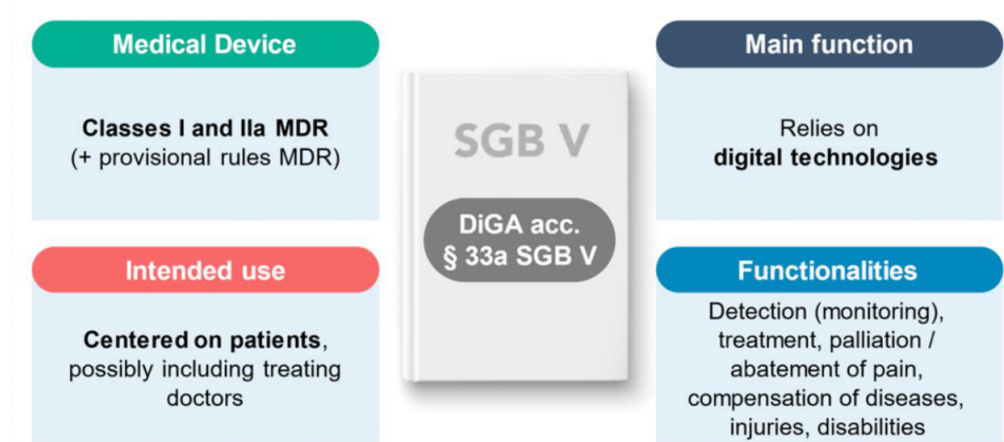 Medical Device
Classes I and IIa MDR
(+ provisional rules MDR)
Intended use
Centered on patients,
possibly including treating
doctors
SGB V
DiGA acc.
§ 33a SGB V
Main function
Relies on
digital technologies
Functionalities
Detection (monitoring),
treatment, palliation /
abatement of pain,
compensation of diseases,
injuries, disabilities